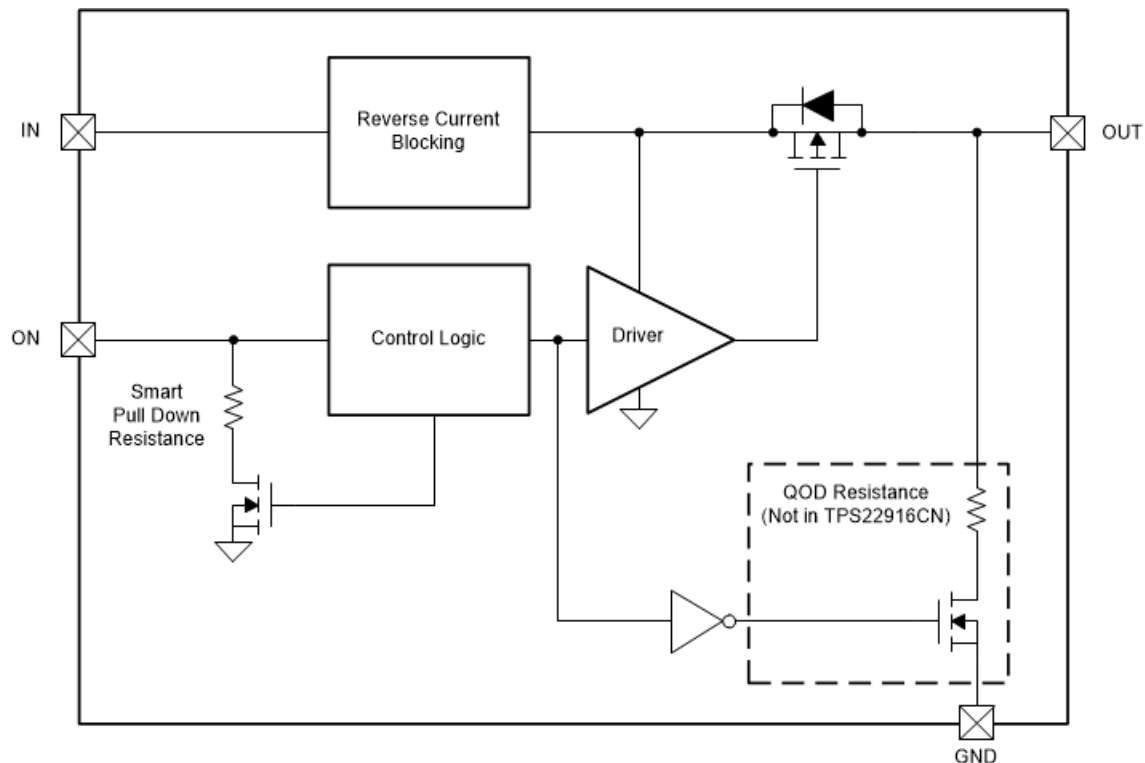 IN
Reverse Current
Blocking
OUT
ON
Control Logic
Driver
Smart
Pull Down
Resistance
QOD Resistance
(Not in TPS22916CN)
GND